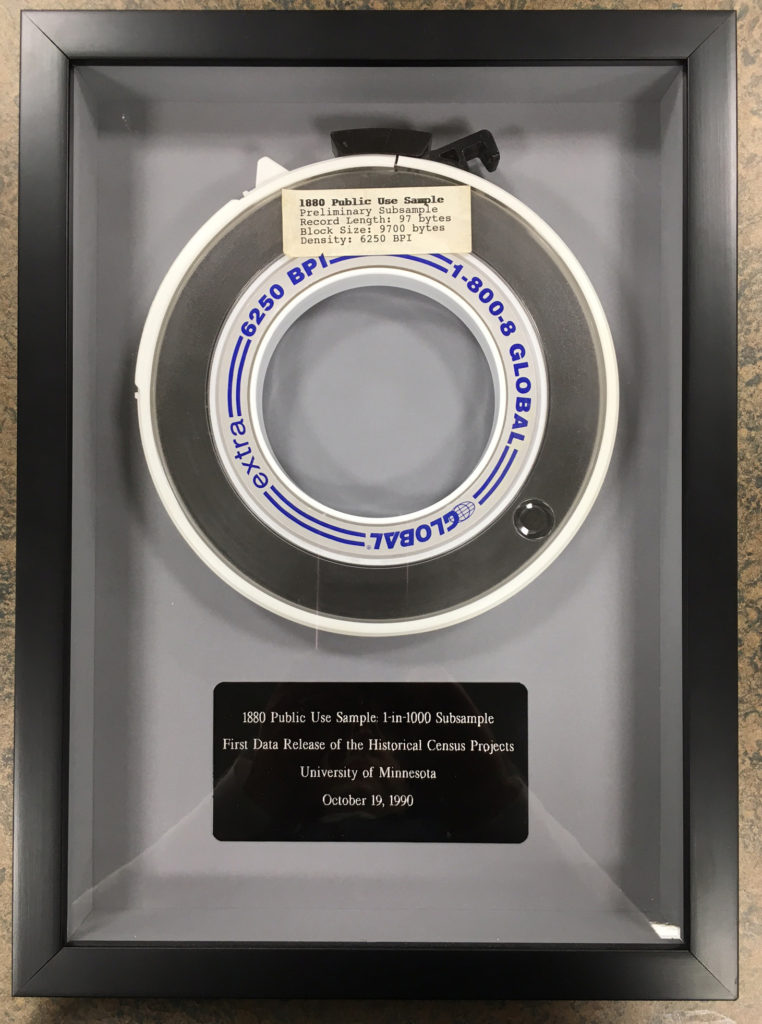 1880 Public Use Sample
Preliminary Subsample
Record Length: 97 bytes
Block Size: 9700 bytes
Density: 6250 BPI
6250 BPI
1-800-8 GLOBAL
GLOBAL®
extra
1880 Public Use Sample: 1-in-1000 Subsample
First Data Release of the Historical Census Projects
University of Minnesota
October 19, 1990